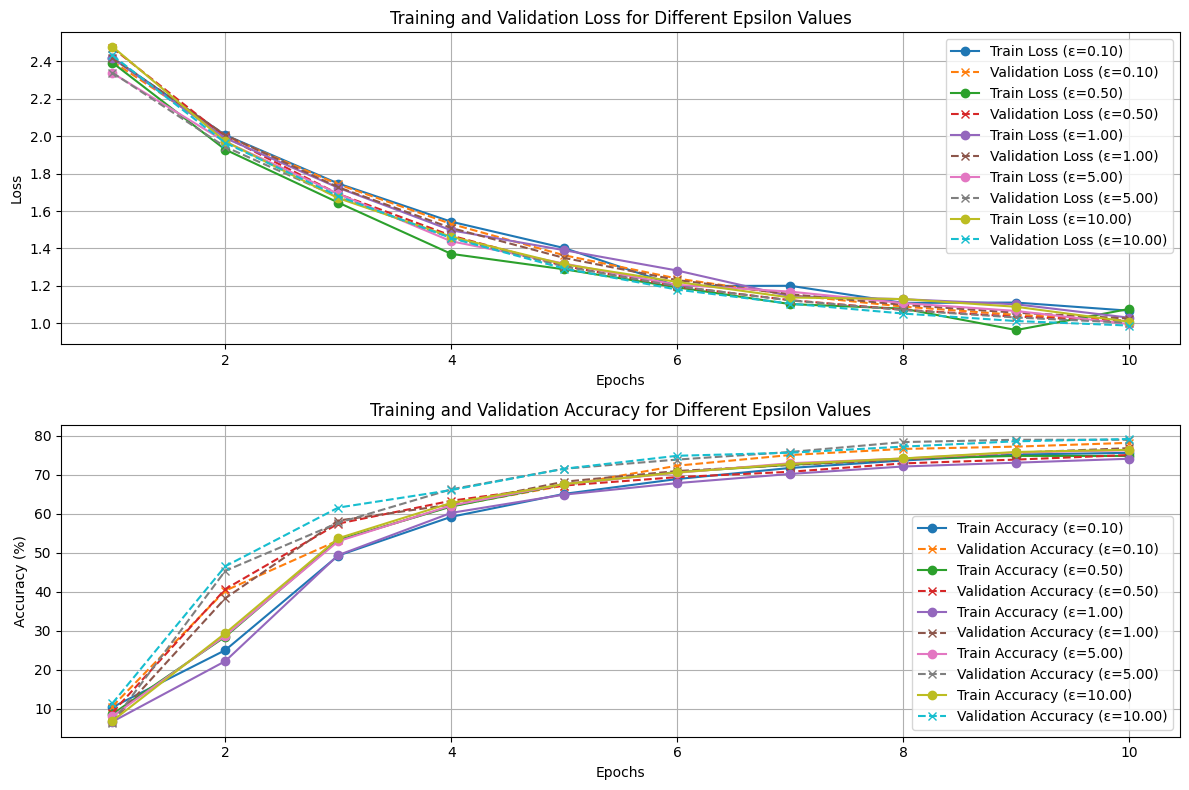 Training and Validation Loss for Different Epsilon Values
2.4
2.2
2.0
1.8
1.6
1.4
1.2
1.0
Loss
2 4 6 8 10
Epochs
Train Loss (ε=0.10)
Validation Loss (ε=0.10)
Train Loss (ε=0.50)
Validation Loss (ε=0.50)
Train Loss (ε=1.00)
Validation Loss (ε=1.00)
Train Loss (ε=5.00)
Validation Loss (ε=5.00)
Train Loss (ε=10.00)
Validation Loss (ε=10.00)
Training and Validation Accuracy for Different Epsilon Values
80
70
60
50
40
30
20
10
Accuracy (%)
2 4 6 8 10
Epochs
Train Accuracy (ε=0.10)
Validation Accuracy (ε=0.10)
Train Accuracy (ε=0.50)
Validation Accuracy (ε=0.50)
Train Accuracy (ε=1.00)
Validation Accuracy (ε=1.00)
Train Accuracy (ε=5.00)
Validation Accuracy (ε=5.00)
Train Accuracy (ε=10.00)
Validation Accuracy (ε=10.00)